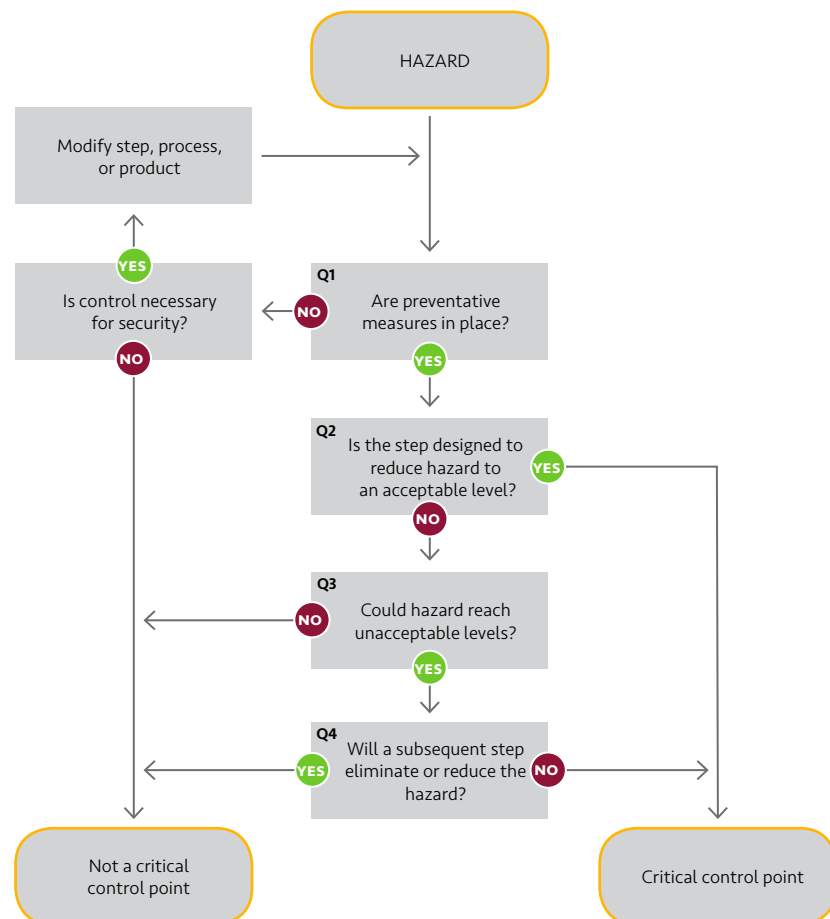 HAZARD
Modify step, process,
or product
YES
Is control necessary
for security?
NO
Q1
NO
Are preventative
measures in place?
YES
Q2
Is the step designed to
reduce hazard to
an acceptable level?
YES
NO
Q3
NO
Could hazard reach
unacceptable levels?
YES
Q4
YES
Will a subsequent step
eliminate or reduce the
hazard?
NO
Not a critical
control point
Critical control point